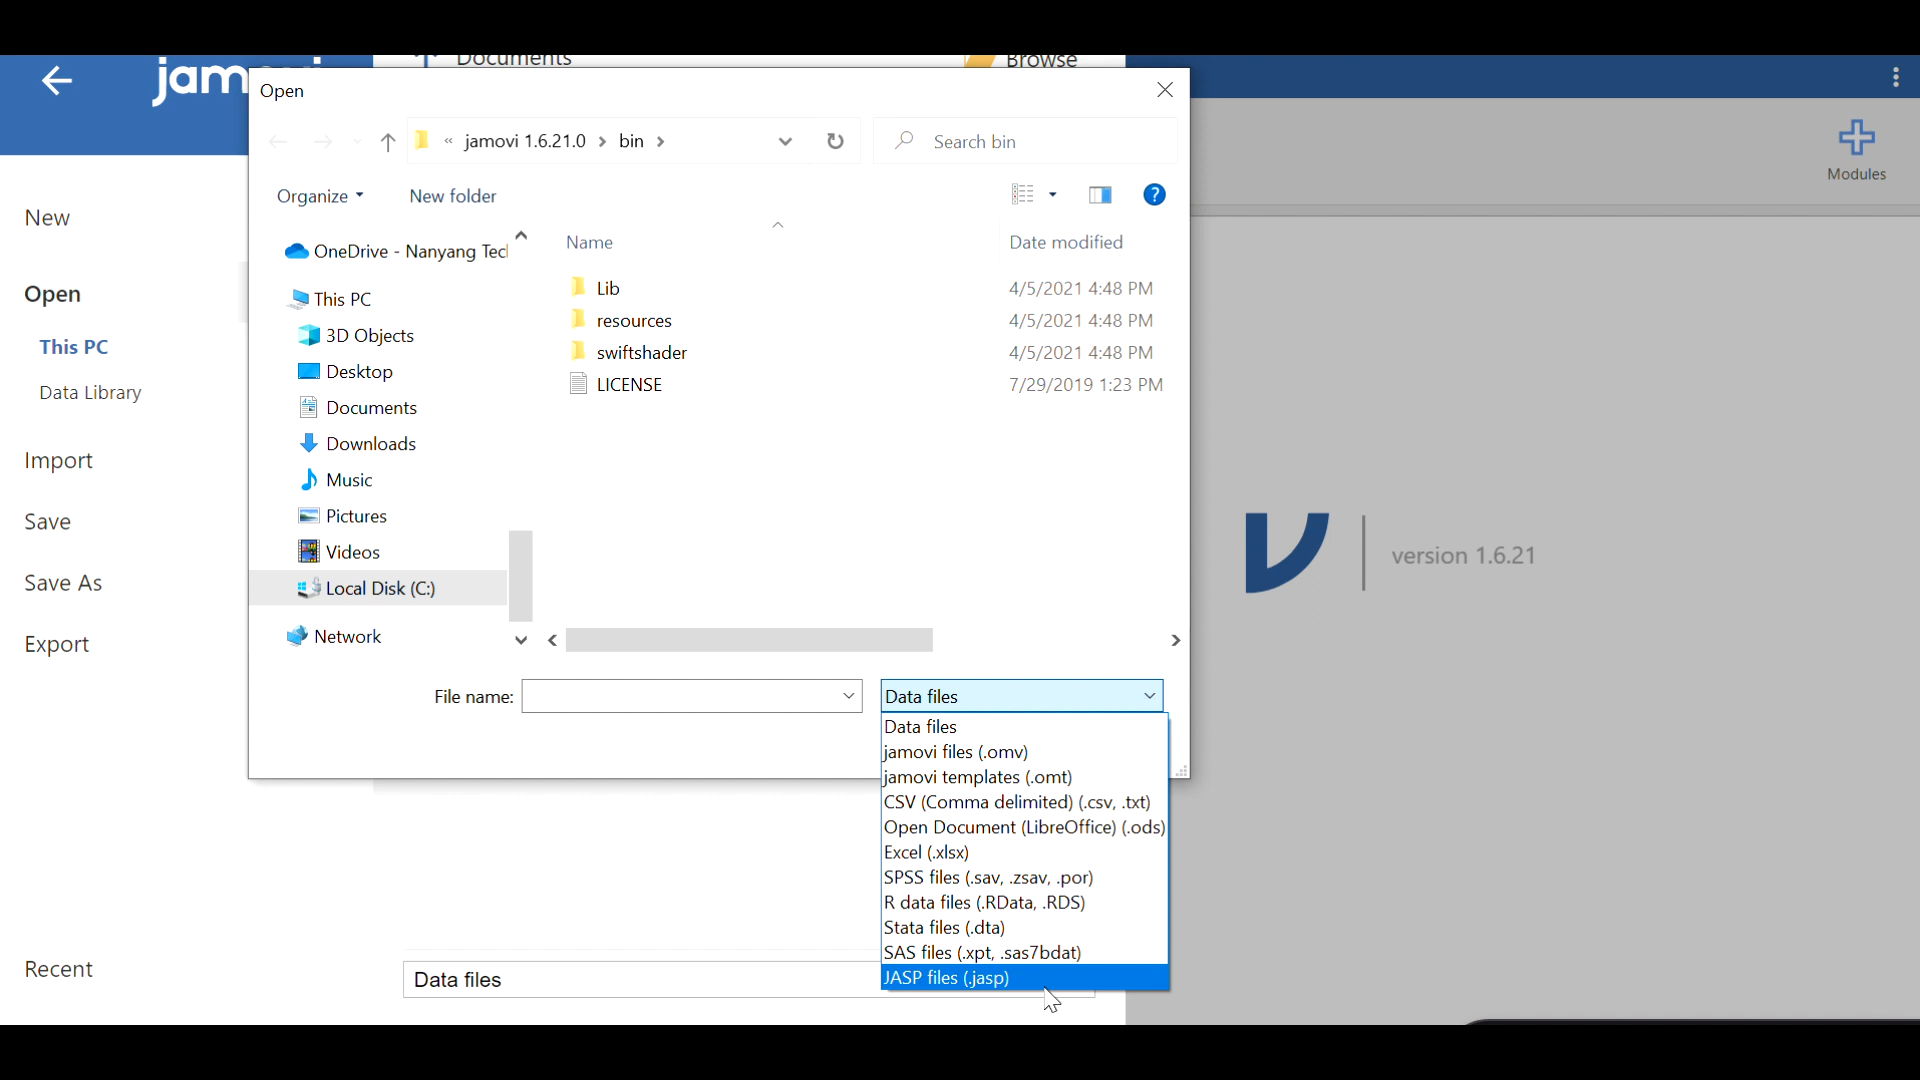 Documents
Browse
jamovi
Open
« jamovi 1.6.21.0 > bin >
Search bin
Modules
Organize
New folder
New
Open
This PC
Data Library
Import
Save
Save As
Export
Recent
OneDrive - Nanyang Tecl
This PC
3D Objects
Desktop
Documents
Downloads
Music
Pictures
Videos
Local Disk (C:)
Network
Name
Date modified
Lib 4/5/2021 4:48 PM
resources 4/5/2021 4:48 PM
swiftshader 4/5/2021 4:48 PM
LICENSE 7/29/2019 1:23 PM
version 1.6.21
File name:
Data files
Data files
jamovi files (.omv)
jamovi templates (.omt)
CSV (Comma delimited) (.csv, .txt)
Open Document (LibreOffice) (.ods)
Excel (.xlsx)
SPSS files (.sav, .zsav, .por)
R data files (.RData, .RDS)
Stata files (.dta)
SAS files (.xpt, .sas7bdat)
JASP files (.jasp)
Data files